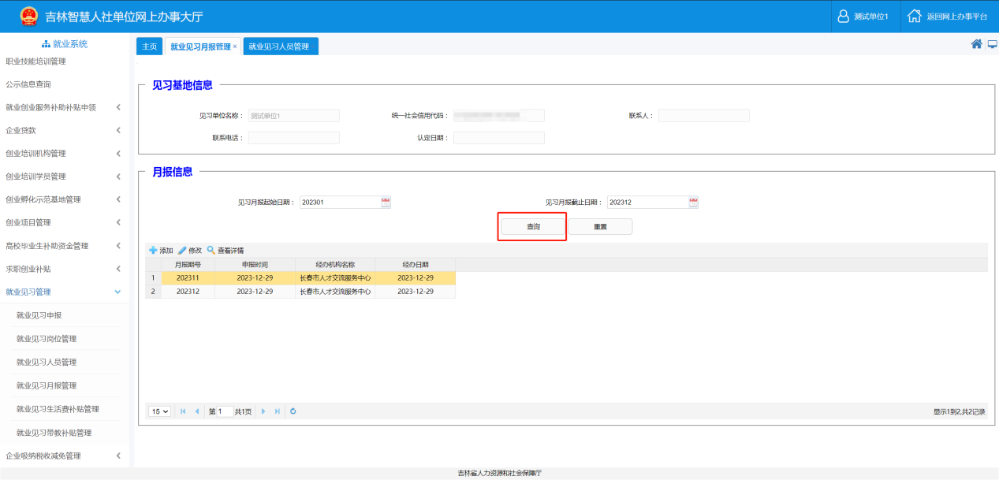 吉林智慧人社单位网上办事大厅
测试单位1
返回网上办事平台
就业系统
职业技能培训管理
公示信息查询
就业创业服务补助补贴申领
企业贷款
创业培训机构管理
创业培训学员管理
创业孵化示范基地管理
创业项目管理
高校毕业生补助资金管理
求职创业补贴
就业见习管理
就业见习申报
就业见习岗位管理
就业见习人员管理
就业见习月报管理
就业见习生活费补贴管理
就业见习带教补贴管理
企业吸纳税收减免管理
主页 就业见习月报管理 × 就业见习人员管理
见习基地信息
见习单位名称： 测试单位1 统一社会信用代码： 联系人：
联系电话： 认定日期：
月报信息
见习月报起始日期： 202301 见习月报截止日期： 202312
查询 重置
添加 修改 查看详情
月报期号 申报时间 经办机构名称 经办日期
1 202311 2023-12-29 长春市人才交流服务中心 2023-12-29
2 202312 2023-12-29 长春市人才交流服务中心 2023-12-29
15 第 1 共1页 显示1到2,共2记录
吉林省人力资源和社会保障厅